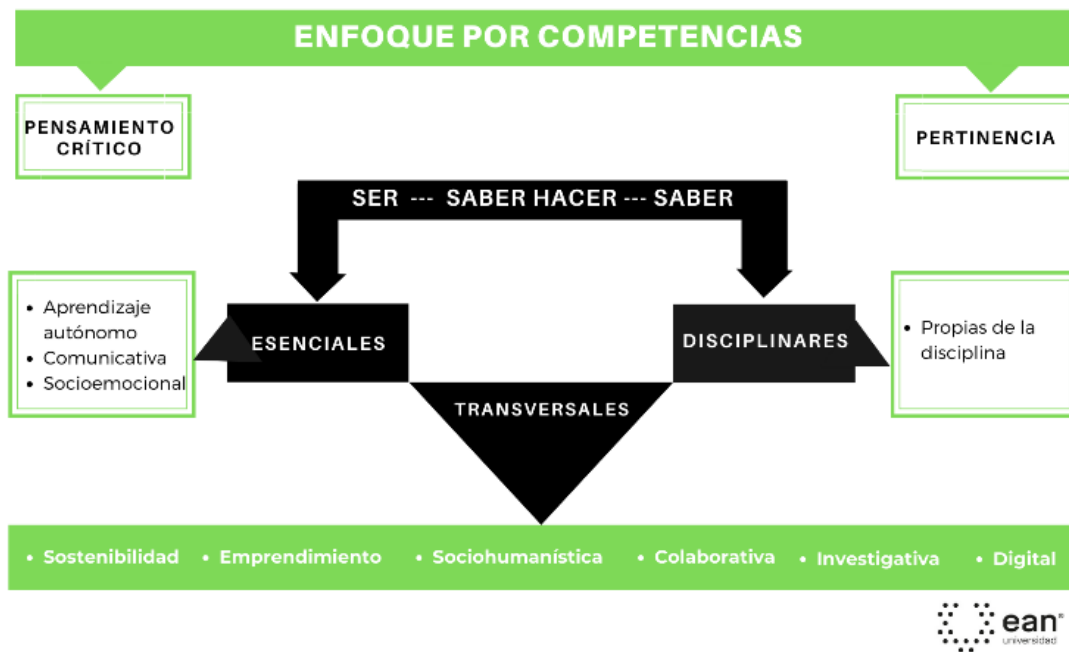 ENFOQUE POR COMPETENCIAS
PENSAMIENTO
CRÍTICO
PERTINENCIA
SER --- SABER HACER --- SABER
• Aprendizaje
autónomo
• Comunicativa
• Socioemocional
ESENCIALES
DISCIPLINARES
• Propias de la
disciplina
TRANSVERSALES
• Sostenibilidad • Emprendimiento • Sociohumanística • Colaborativa • Investigativa • Digital
ean
universidad